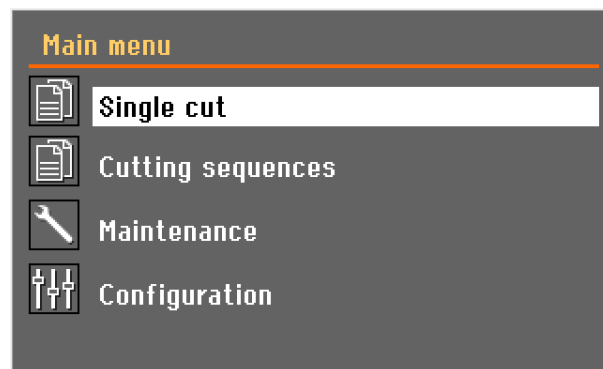 Main menu
Single cut
Cutting sequences
Maintenance
Configuration